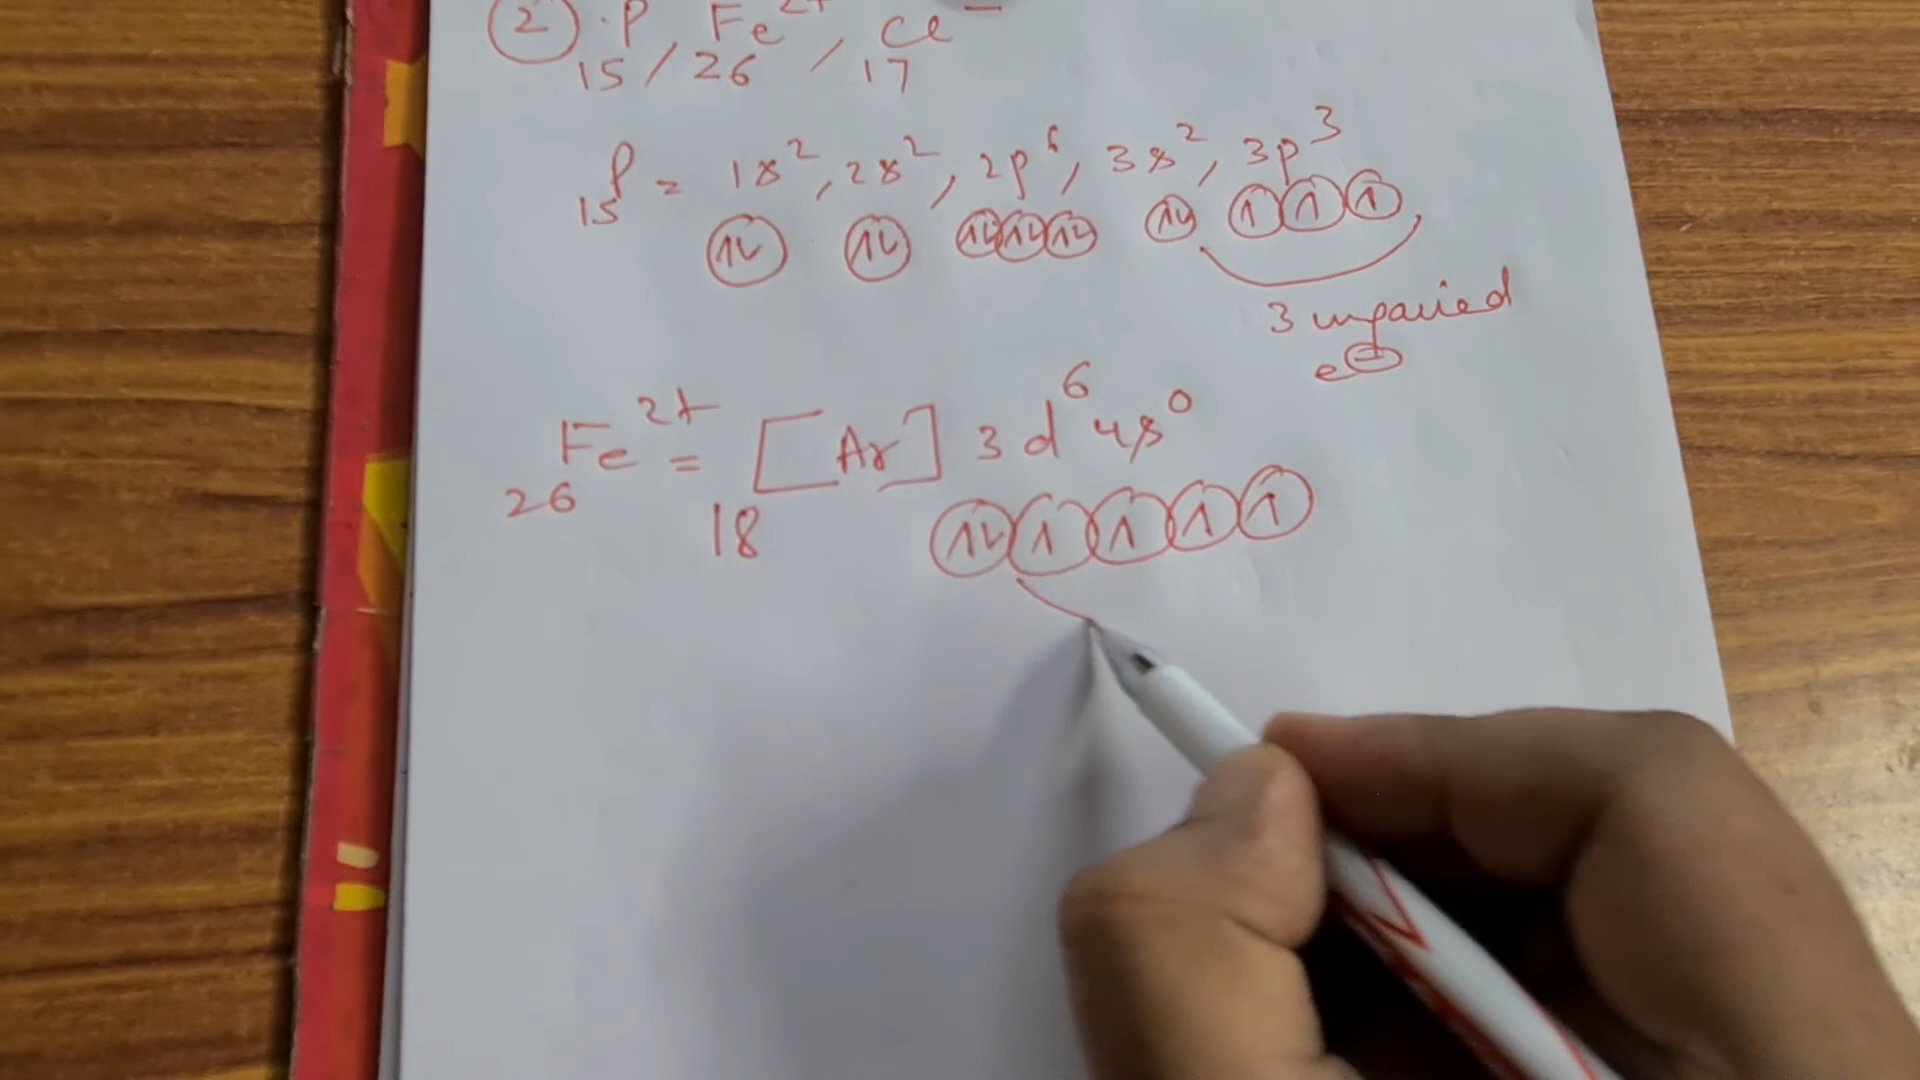 ② . P Fe²⁺ Cl⁻
15 / 26 / 17
₁₅P = 1s², 2s², 2p⁶, 3s², 3p³
⥮ ⥮ ⥮⥮⥮ ⥮ ↿↿↿
3 unpaired
e⊖
₂₆Fe²⁺ = [Ar] 3d⁶ 4s⁰
18
⥮↿↿↿↿